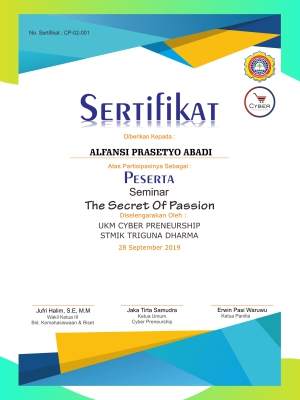 No. Sertifikat : CP-02-001
CYBER
SERTIFIKAT
Diberikan Kepada :
ALFANSI PRASETYO ABADI
Atas Partisipasinya Sebagai :
PESERTA
Seminar
The Secret Of Passion
Diselengarakan Oleh :
UKM CYBER PRENEURSHIP
STMIK TRIGUNA DHARMA
28 September 2019
Jufri Halim, S.E, M.M
Wakil Ketua III
Bid. Kemahasiswaan & Riset
Jaka Tirta Samudra
Ketua Umum
Cyber Preneurship
Erwin Pasi Waruwu
Ketua Panitia